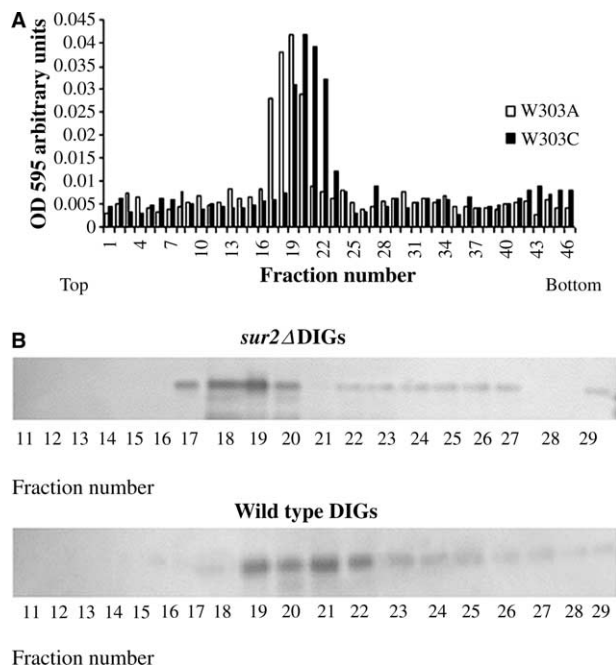 A
OD 595 arbitrary units
0.045
0.04
0.035
0.03
0.025
0.02
0.015
0.01
0.005
0
W303A
W303C
1 4 7 10 13 16 19 22 25 28 31 34 37 40 43 46
Fraction number
Top
Bottom
B
sur2ΔDIGs
11 12 13 14 15 16 17 18 19 20 21 22 23 24 25 26 27 28 29
Fraction number
Wild type DIGs
11 12 13 14 15 16 17 18 19 20 21 22 23 24 25 26 27 28 29
Fraction number